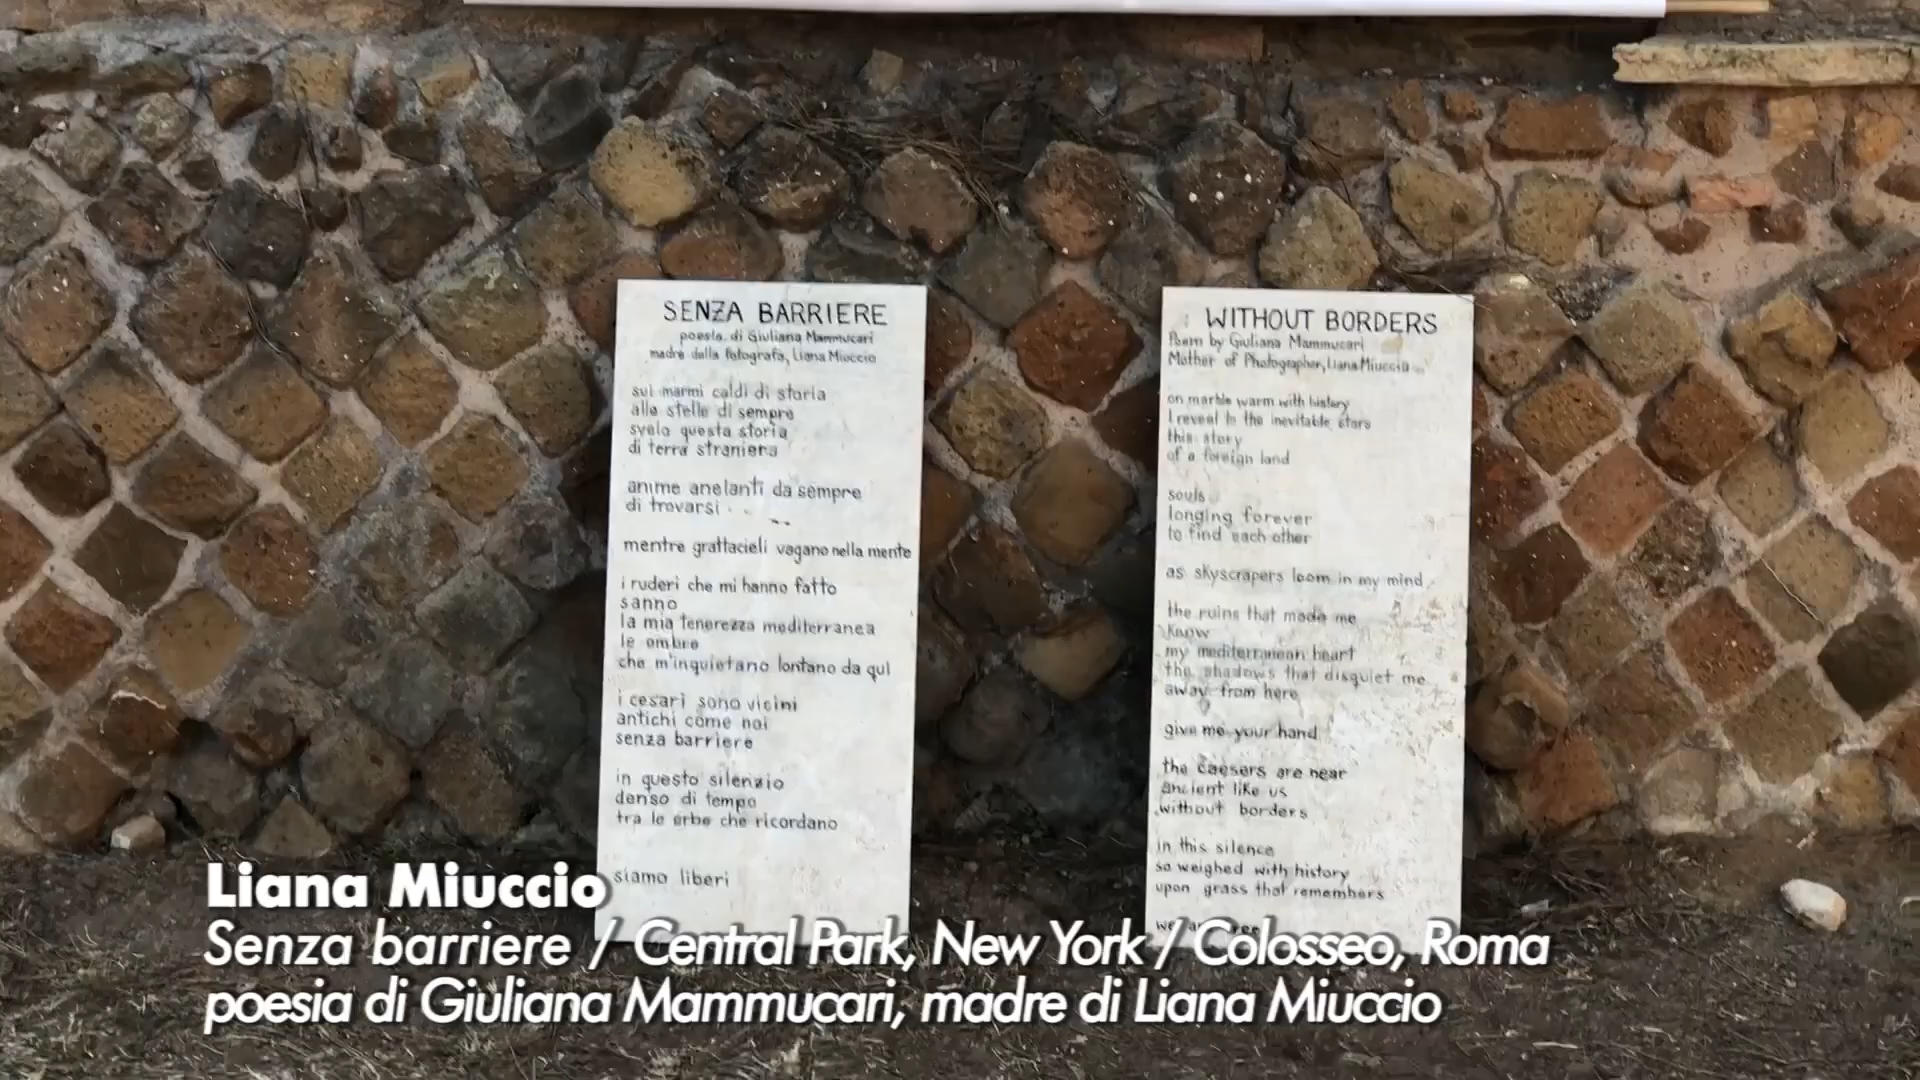 SENZA BARRIERE
poesia di Giuliana Mammucari
madre della fotografa, Liana Miuccio
sui marmi caldi di storia
alle stelle di sempre
svelo questa storia
di terra straniera
anime anelanti da sempre
di trovarsi
mentre grattacieli vagano nella mente
i ruderi che mi hanno fatto
sanno
la mia tenerezza mediterranea
le ombre
che m'inquietano lontano da qui
i cesari sono vicini
antichi come noi
senza barriere
in questo silenzio
denso di tempo
tra le erbe che ricordano
siamo liberi
WITHOUT BORDERS
Poem by Giuliana Mammucari
Mother of Photographer, Liana Miuccio
on marble warm with history
I reveal to the inevitable stars
this story
of a foreign land
souls
longing forever
to find each other
as skyscrapers loom in my mind
the ruins that made me
know
my mediterranean heart
the shadows that disquiet me
away from here
give me your hand
the caesers are near
ancient like us
without borders
in this silence
so weighed with history
upon grass that remembers
we are free
Liana Miuccio
Senza barriere / Central Park, New York / Colosseo, Roma
poesia di Giuliana Mammucari, madre di Liana Miuccio